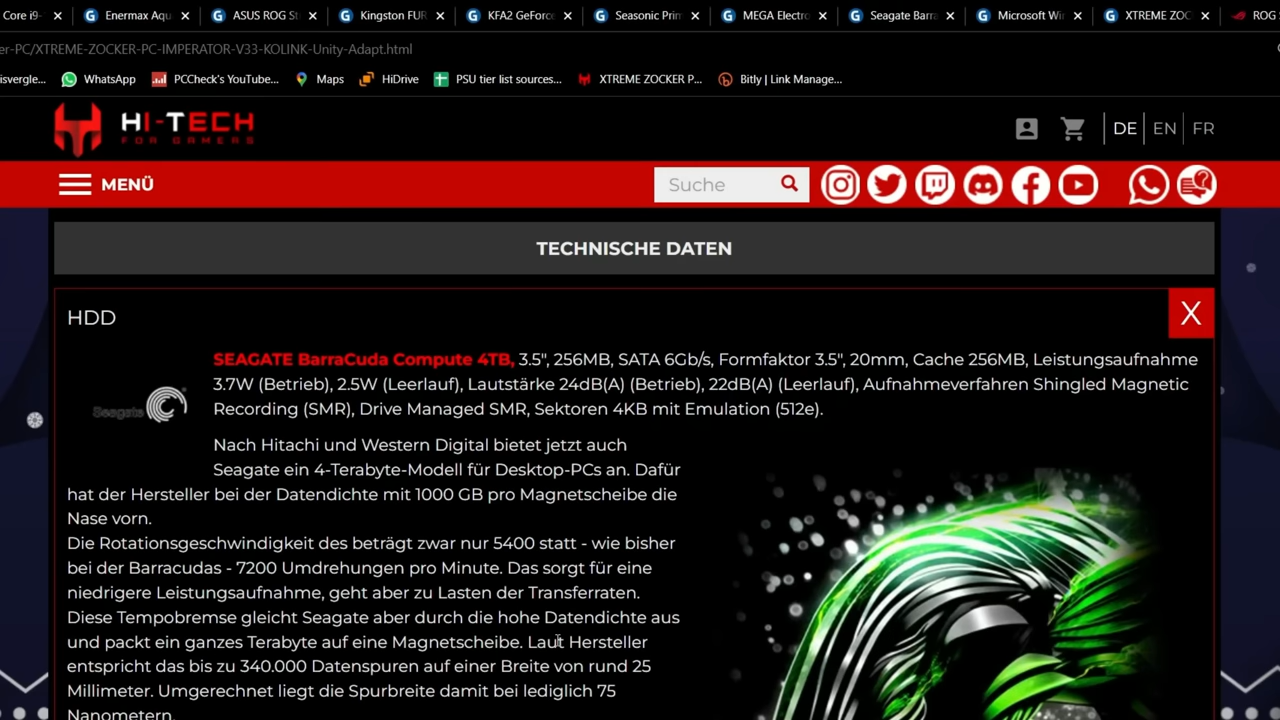 Core i9-
Enermax Aqu
ASUS ROG St
Kingston FUR
KFA2 GeForce
Seasonic Prim
MEGA Electro
Seagate Barra
Microsoft Wi
XTREME ZOC
ROG S
er-PC/XTREME-ZOCKER-PC-IMPERATOR-V33-KOLINK-Unity-Adapt.html
isvergle...
WhatsApp
PCCheck's YouTube...
Maps
HiDrive
PSU tier list sources...
XTREME ZOCKER P...
Bitly | Link Manage...
HI-TECH
FOR GAMERS
DE
EN
FR
MENÜ
Suche
TECHNISCHE DATEN
HDD
X
Seagate
SEAGATE BarraCuda Compute 4TB, 3.5", 256MB, SATA 6Gb/s, Formfaktor 3.5", 20mm, Cache 256MB, Leistungsaufnahme
3.7W (Betrieb), 2.5W (Leerlauf), Lautstärke 24dB(A) (Betrieb), 22dB(A) (Leerlauf), Aufnahmeverfahren Shingled Magnetic
Recording (SMR), Drive Managed SMR, Sektoren 4KB mit Emulation (512e).
Nach Hitachi und Western Digital bietet jetzt auch
Seagate ein 4-Terabyte-Modell für Desktop-PCs an. Dafür
hat der Hersteller bei der Datendichte mit 1000 GB pro Magnetscheibe die
Nase vorn.
Die Rotationsgeschwindigkeit des beträgt zwar nur 5400 statt - wie bisher
bei der Barracudas - 7200 Umdrehungen pro Minute. Das sorgt für eine
niedrigere Leistungsaufnahme, geht aber zu Lasten der Transferraten.
Diese Tempobremse gleicht Seagate aber durch die hohe Datendichte aus
und packt ein ganzes Terabyte auf eine Magnetscheibe. Laut Hersteller
entspricht das bis zu 340.000 Datenspuren auf einer Breite von rund 25
Millimeter. Umgerechnet liegt die Spurbreite damit bei lediglich 75
Nanometern.